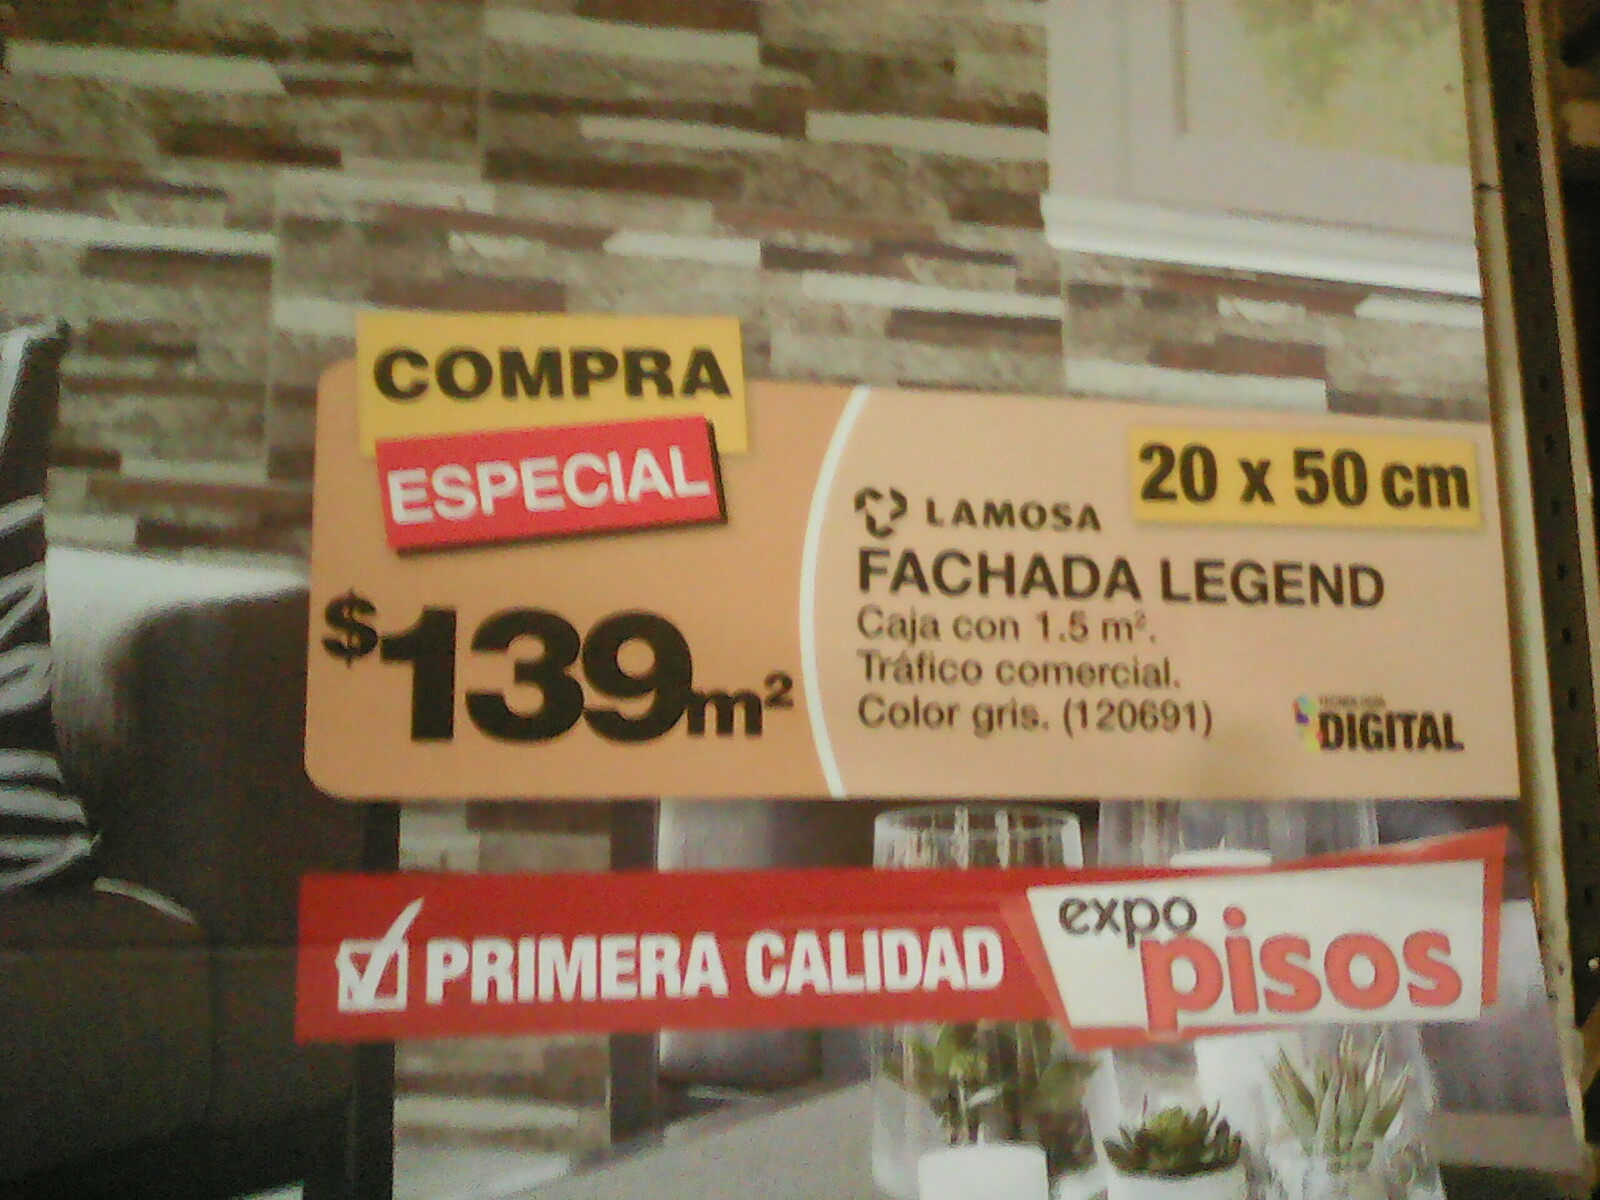 COMPRA
ESPECIAL
$139m²
20 x 50 cm
LAMOSA
FACHADA LEGEND
Caja con 1.5 m².
Tráfico comercial.
Color gris. (120691)
TECNOLOGÍA
DIGITAL
PRIMERA CALIDAD
expo
pisos